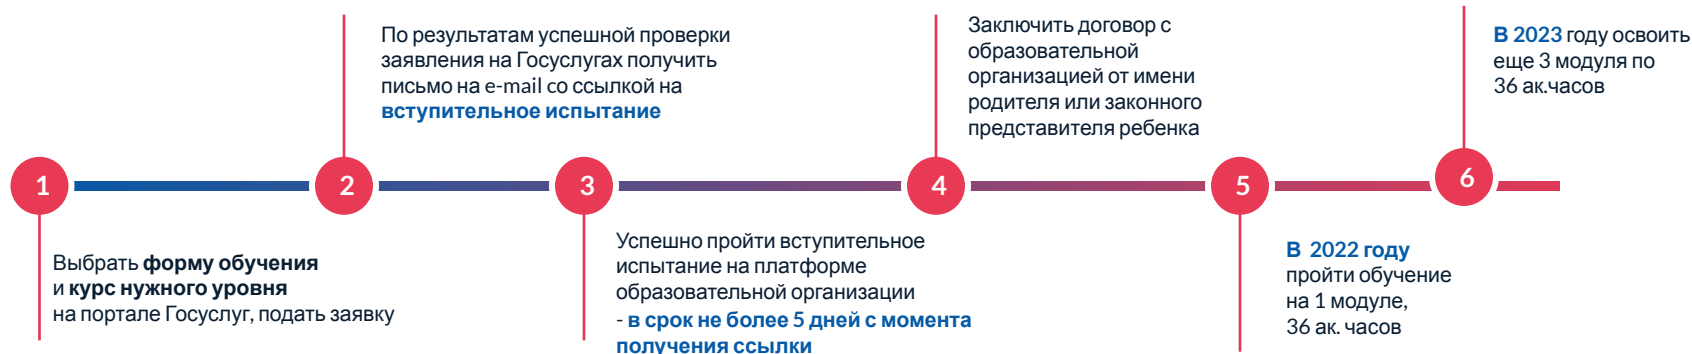 1
Выбрать форму обучения
и курс нужного уровня
на портале Госуслуг, подать заявку
2
По результатам успешной проверки
заявления на Госуслугах получить
письмо на e-mail со ссылкой на
вступительное испытание
3
Успешно пройти вступительное
испытание на платформе
образовательной организации
- в срок не более 5 дней с момента
получения ссылки
4
Заключить договор с
образовательной
организацией от имени
родителя или законного
представителя ребенка
5
В 2022 году
пройти обучение
на 1 модуле,
36 ак. часов
6
В 2023 году освоить
еще 3 модуля по
36 ак.часов